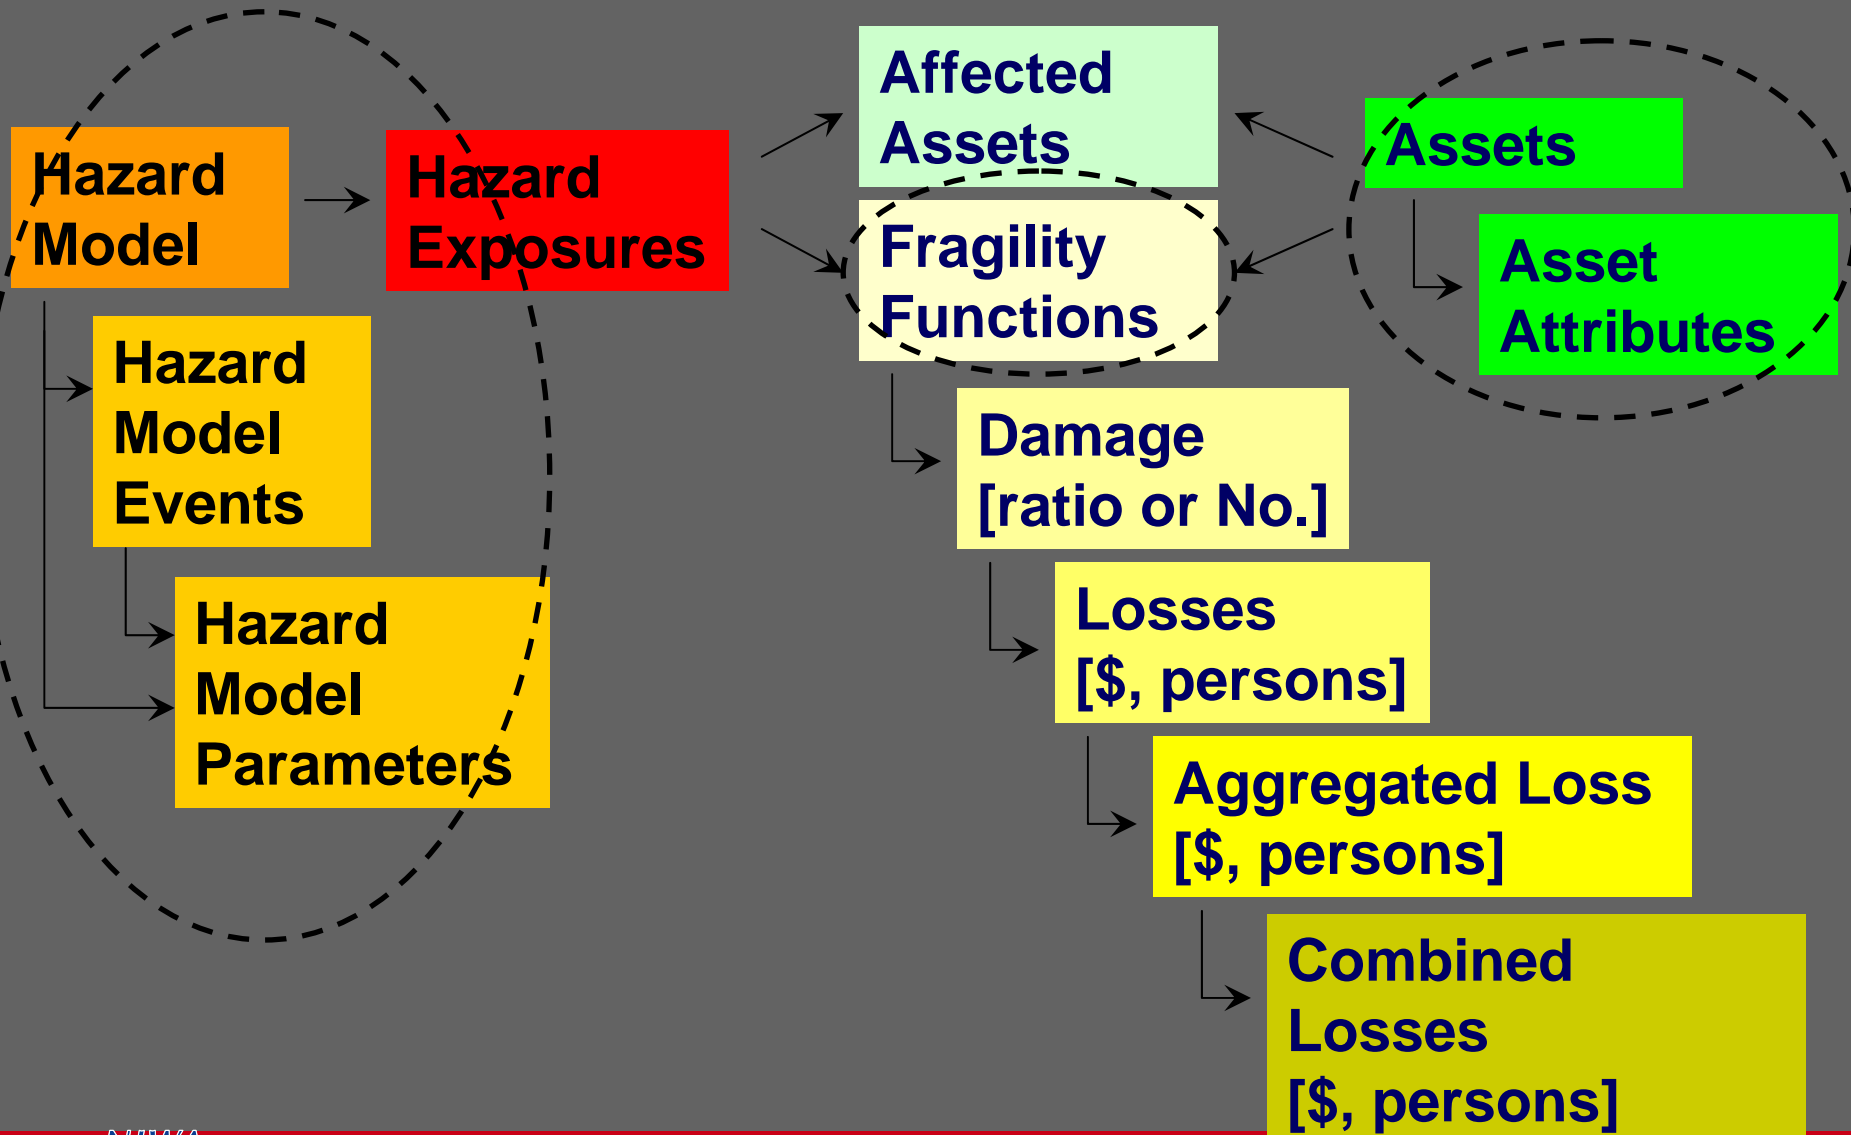 Hazard
Model
Hazard
Exposures
Hazard
Model
Events
Hazard
Model
Parameters
Affected
Assets
Fragility
Functions
Assets
Asset
Attributes
Damage
[ratio or No.]
Losses
[$, persons]
Aggregated Loss
[$, persons]
Combined
Losses
[$, persons]